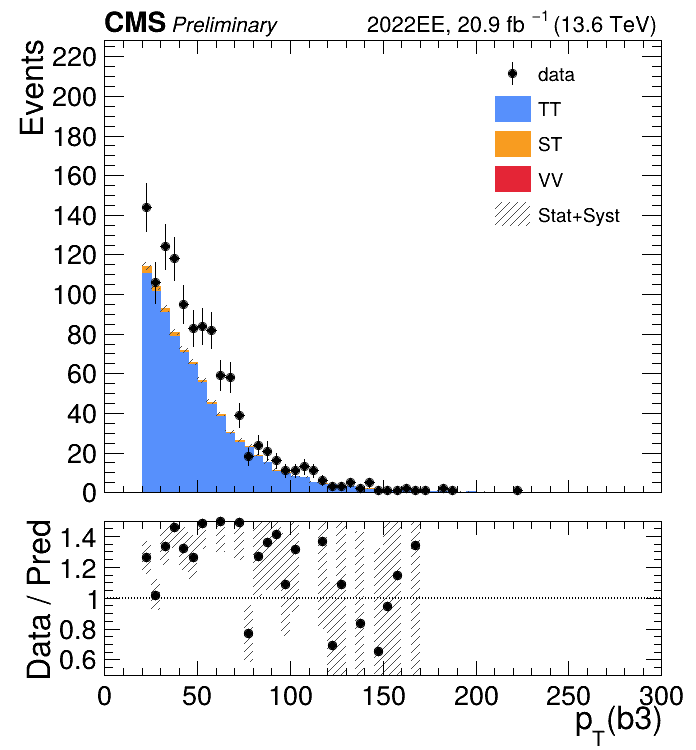 CMS Preliminary 2022EE, 20.9 fb⁻¹ (13.6 TeV)
Events
220
200
180
160
140
120
100
80
60
40
20
0
data
TT
ST
VV
Stat+Syst
Data / Pred
1.4
1.2
1
0.8
0.6
0 50 100 150 200 250 300
p_T(b3)